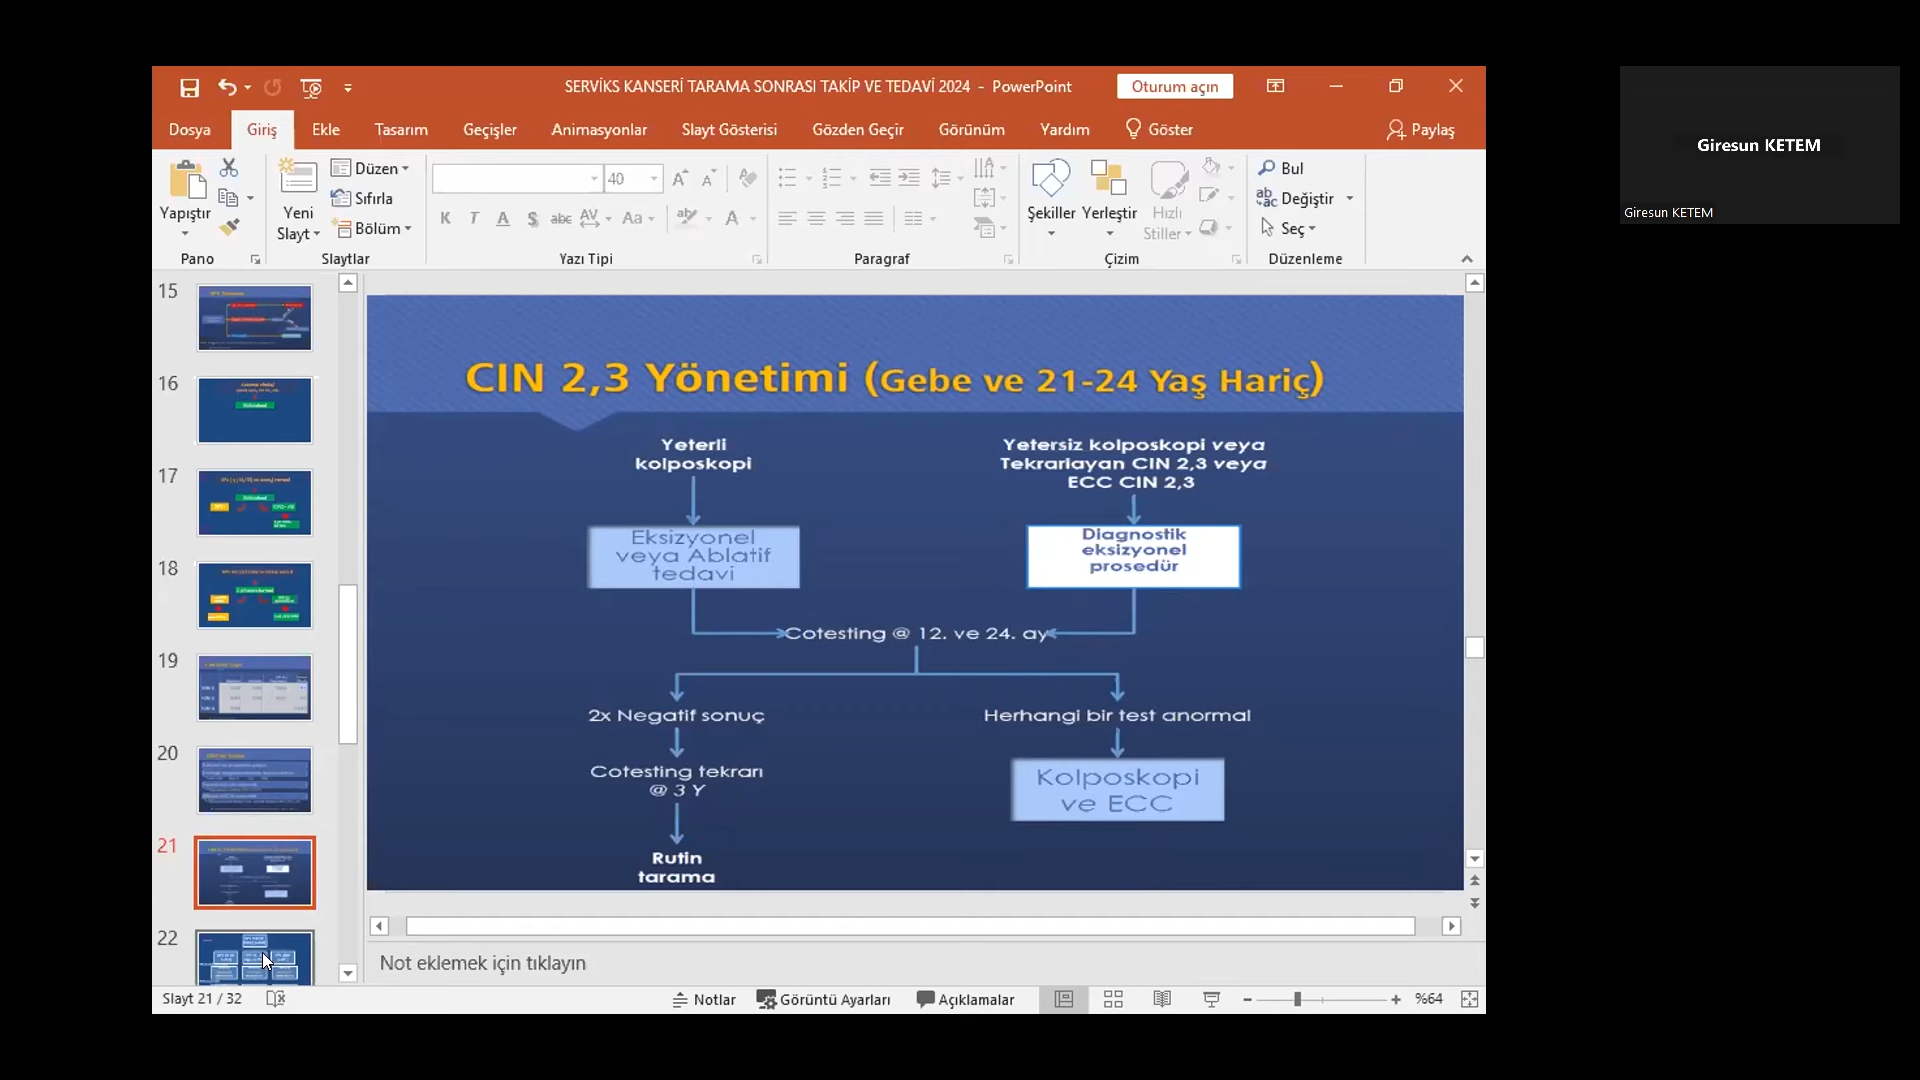 SERVİKS KANSERİ TARAMA SONRASI TAKİP VE TEDAVİ 2024 - PowerPoint
Oturum açın
Dosya
Giriş
Ekle
Tasarım
Geçişler
Animasyonlar
Slayt Gösterisi
Gözden Geçir
Görünüm
Yardım
Göster
Paylaş
Yapıştır
Yeni
Slayt
Düzen
Sıfırla
Bölüm
40
K T A S abc AV Aa
A
Şekiller
Yerleştir
Hızlı
Stiller
Bul
Değiştir
Seç
Pano
Slaytlar
Yazı Tipi
Paragraf
Çizim
Düzenleme
15
16
17
18
19
20
21
22
CIN 2,3 Yönetimi (Gebe ve 21-24 Yaş Hariç)
Yeterli
kolposkopi
Yetersiz kolposkopi veya
Tekrarlayan CIN 2,3 veya
ECC CIN 2,3
Eksizyonel
veya Ablatif
tedavi
Diagnostik
eksizyonel
prosedür
Cotesting @ 12. ve 24. ay
2x Negatif sonuç
Herhangi bir test anormal
Cotesting tekrarı
@ 3 Y
Kolposkopi
ve ECC
Rutin
tarama
Not eklemek için tıklayın
Slayt 21 / 32
Notlar
Görüntü Ayarları
Açıklamalar
%64
Giresun KETEM
Giresun KETEM